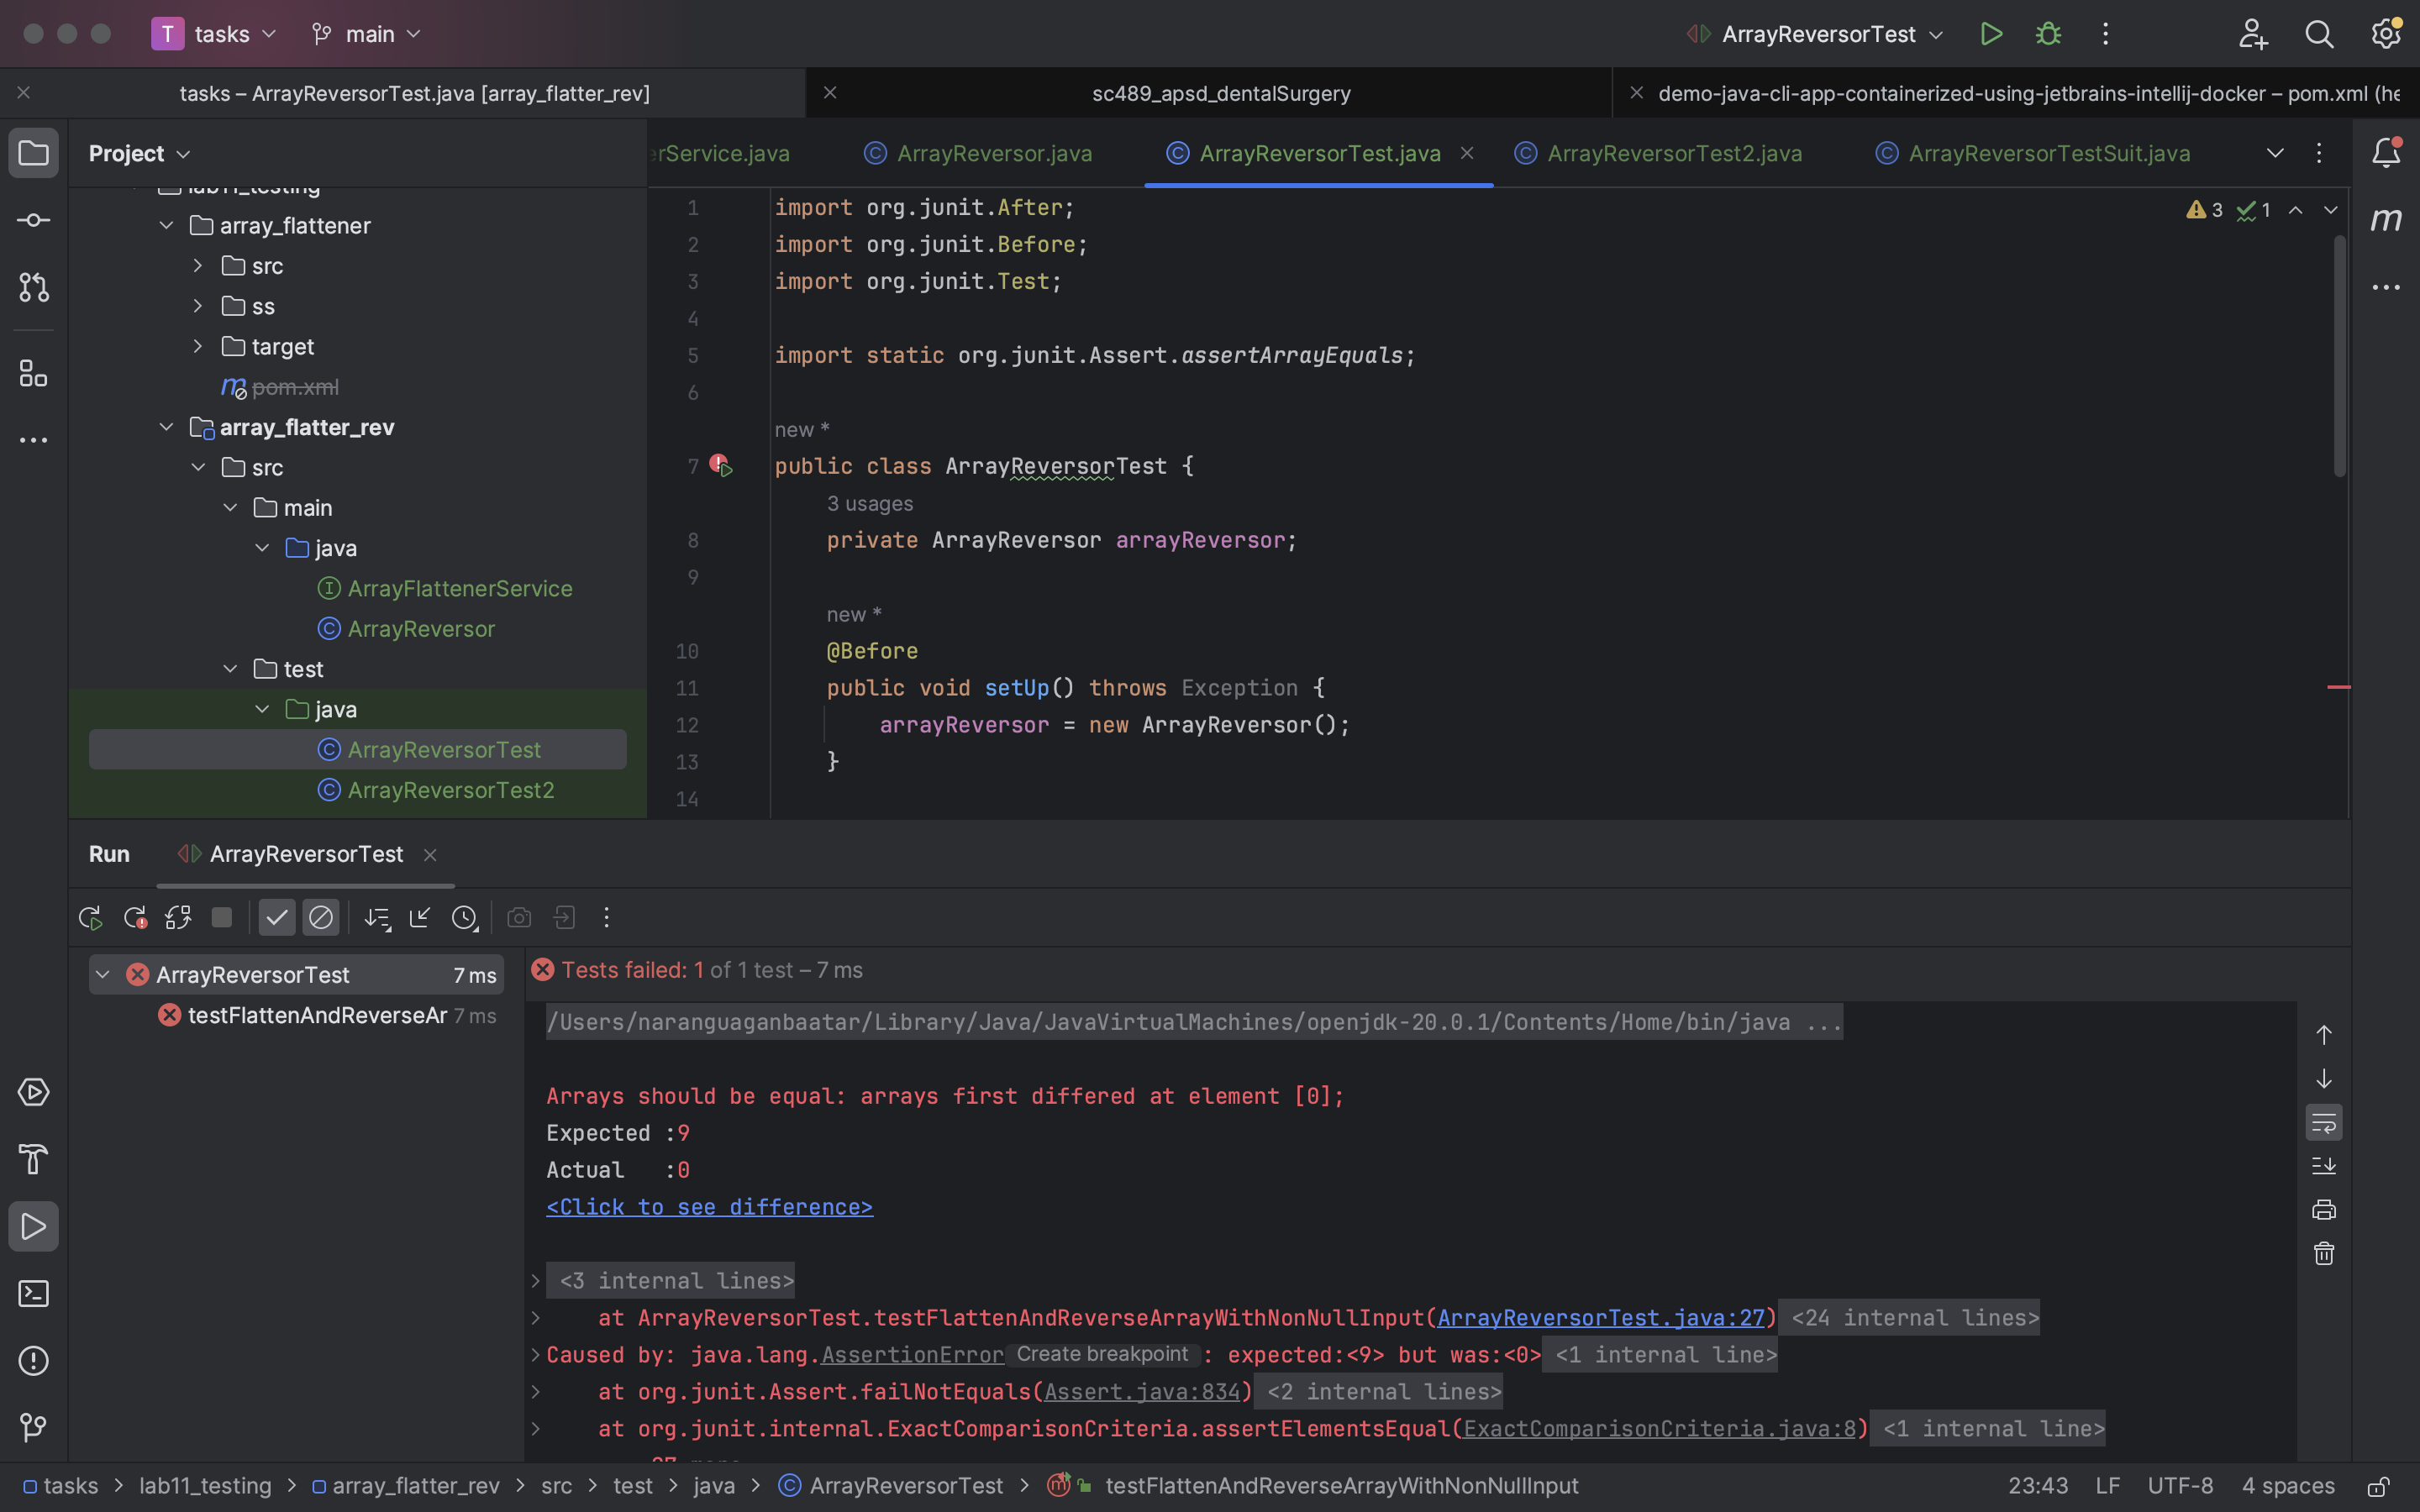 T tasks main ArrayReversorTest
tasks – ArrayReversorTest.java [array_flatter_rev]
sc489_apsd_dentalSurgery
demo-java-cli-app-containerized-using-jetbrains-intellij-docker – pom.xml (he
Project
lab11_testing
array_flattener
src
ss
target
m pom.xml
array_flatter_rev
src
main
java
I ArrayFlattenerService
C ArrayReversor
test
java
C ArrayReversorTest
C ArrayReversorTest2
erService.java
C ArrayReversor.java
C ArrayReversorTest.java
C ArrayReversorTest2.java
C ArrayReversorTestSuit.java
3 1
m
1 import org.junit.After;
2 import org.junit.Before;
3 import org.junit.Test;
4
5 import static org.junit.Assert.assertArrayEquals;
6
new *
7 public class ArrayReversorTest {
3 usages
8 private ArrayReversor arrayReversor;
9
new *
10 @Before
11 public void setUp() throws Exception {
12 arrayReversor = new ArrayReversor();
13 }
14
Run ArrayReversorTest
ArrayReversorTest 7 ms
testFlattenAndReverseAr 7 ms
Tests failed: 1 of 1 test – 7 ms
/Users/naranguaganbaatar/Library/Java/JavaVirtualMachines/openjdk-20.0.1/Contents/Home/bin/java ...
Arrays should be equal: arrays first differed at element [0];
Expected :9
Actual :0
<Click to see difference>
<3 internal lines>
at ArrayReversorTest.testFlattenAndReverseArrayWithNonNullInput(ArrayReversorTest.java:27) <24 internal lines>
Caused by: java.lang.AssertionError Create breakpoint : expected:<9> but was:<0> <1 internal line>
at org.junit.Assert.failNotEquals(Assert.java:834) <2 internal lines>
at org.junit.internal.ExactComparisonCriteria.assertElementsEqual(ExactComparisonCriteria.java:8) <1 internal line>
tasks > lab11_testing > array_flatter_rev > src > test > java > C ArrayReversorTest > m testFlattenAndReverseArrayWithNonNullInput
23:43 LF UTF-8 4 spaces